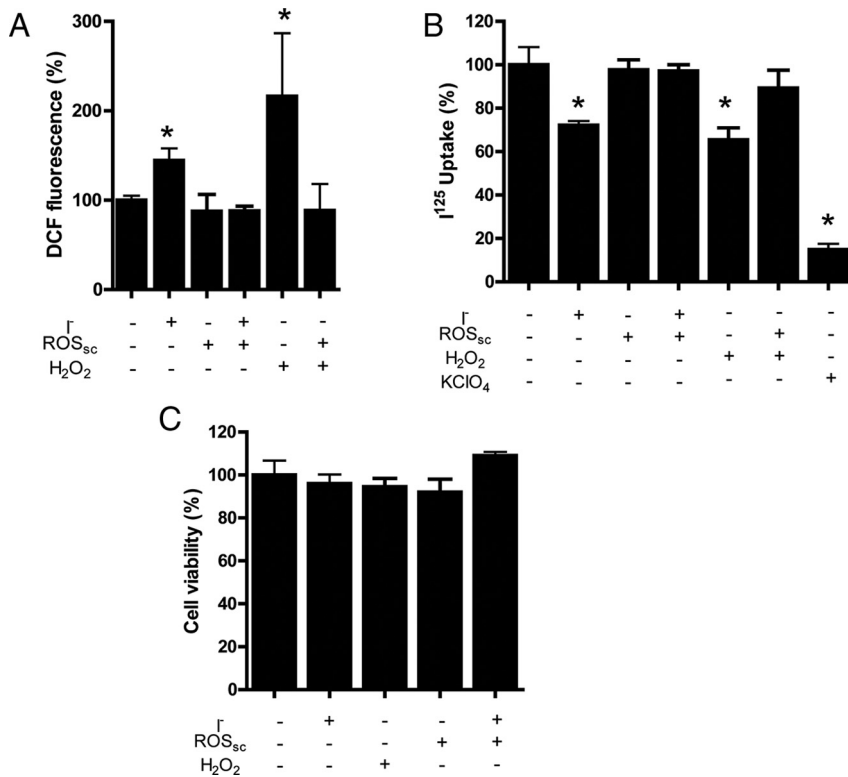 A
DCF fluorescence (%)
300
200
100
0
*
*
I- - + - + - -
ROSsc - - + + - +
H2O2 - - - - + +
B
I125 Uptake (%)
120
100
80
60
40
20
0
*
*
*
I- - + - + - - -
ROSsc - - + + - + -
H2O2 - - - - + + -
KClO4 - - - - - - +
C
Cell viability (%)
120
100
80
60
40
20
0
I- - + - - +
ROSsc - - - + +
H2O2 - - + - -